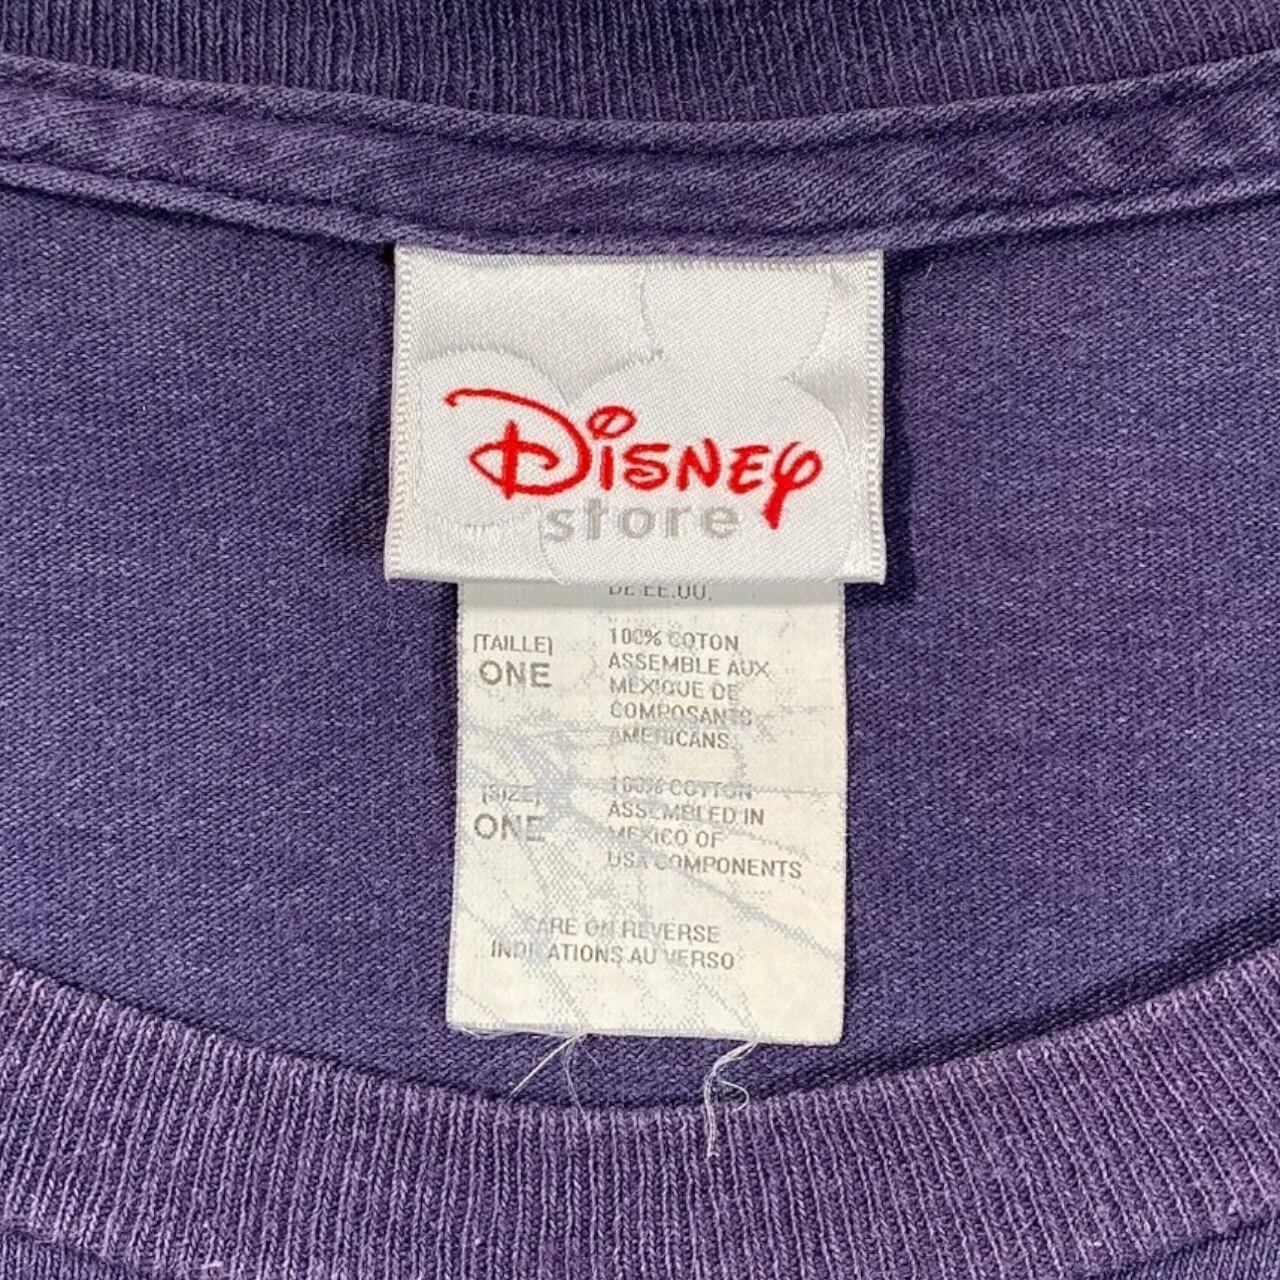 Disney
store
DE EE.UU.
[TAILLE]
ONE
100% COTON
ASSEMBLE AUX
MEXIQUE DE
COMPOSANTS
AMERICANS
[SIZE]
ONE
100% COTTON
ASSEMBLED IN
MEXICO OF
USA COMPONENTS
CARE ON REVERSE
INDICATIONS AU VERSO